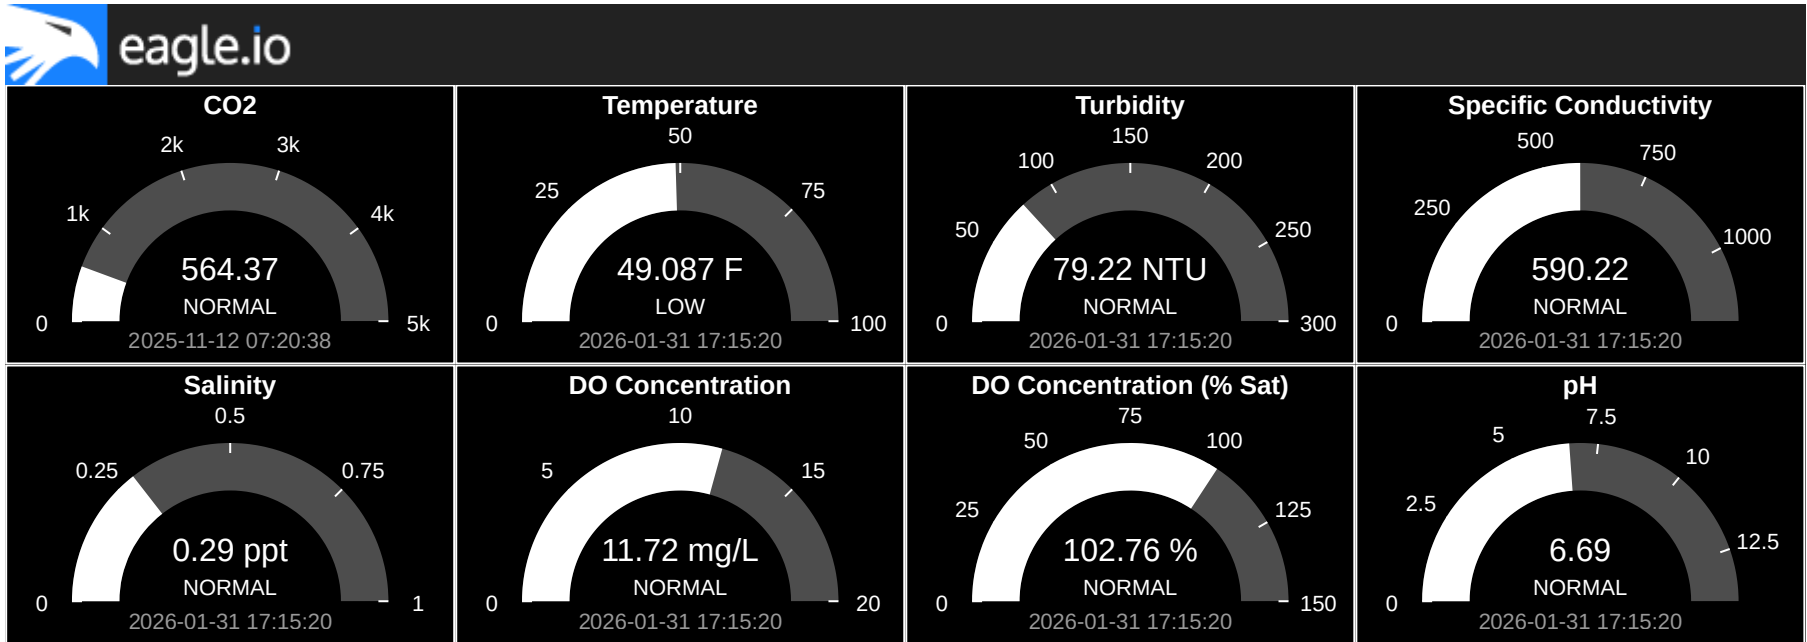 eagle.io
CO2
0
1k
2k
3k
4k
5k
564.37
NORMAL
2025-11-12 07:20:38
Temperature
0
25
50
75
100
49.087 F
LOW
2026-01-31 17:15:20
Turbidity
0
50
100
150
200
250
300
79.22 NTU
NORMAL
2026-01-31 17:15:20
Specific Conductivity
0
250
500
750
1000
590.22
NORMAL
2026-01-31 17:15:20
Salinity
0
0.25
0.5
0.75
1
0.29 ppt
NORMAL
2026-01-31 17:15:20
DO Concentration
0
5
10
15
20
11.72 mg/L
NORMAL
2026-01-31 17:15:20
DO Concentration (% Sat)
0
25
50
75
100
125
150
102.76 %
NORMAL
2026-01-31 17:15:20
pH
0
2.5
5
7.5
10
12.5
6.69
NORMAL
2026-01-31 17:15:20